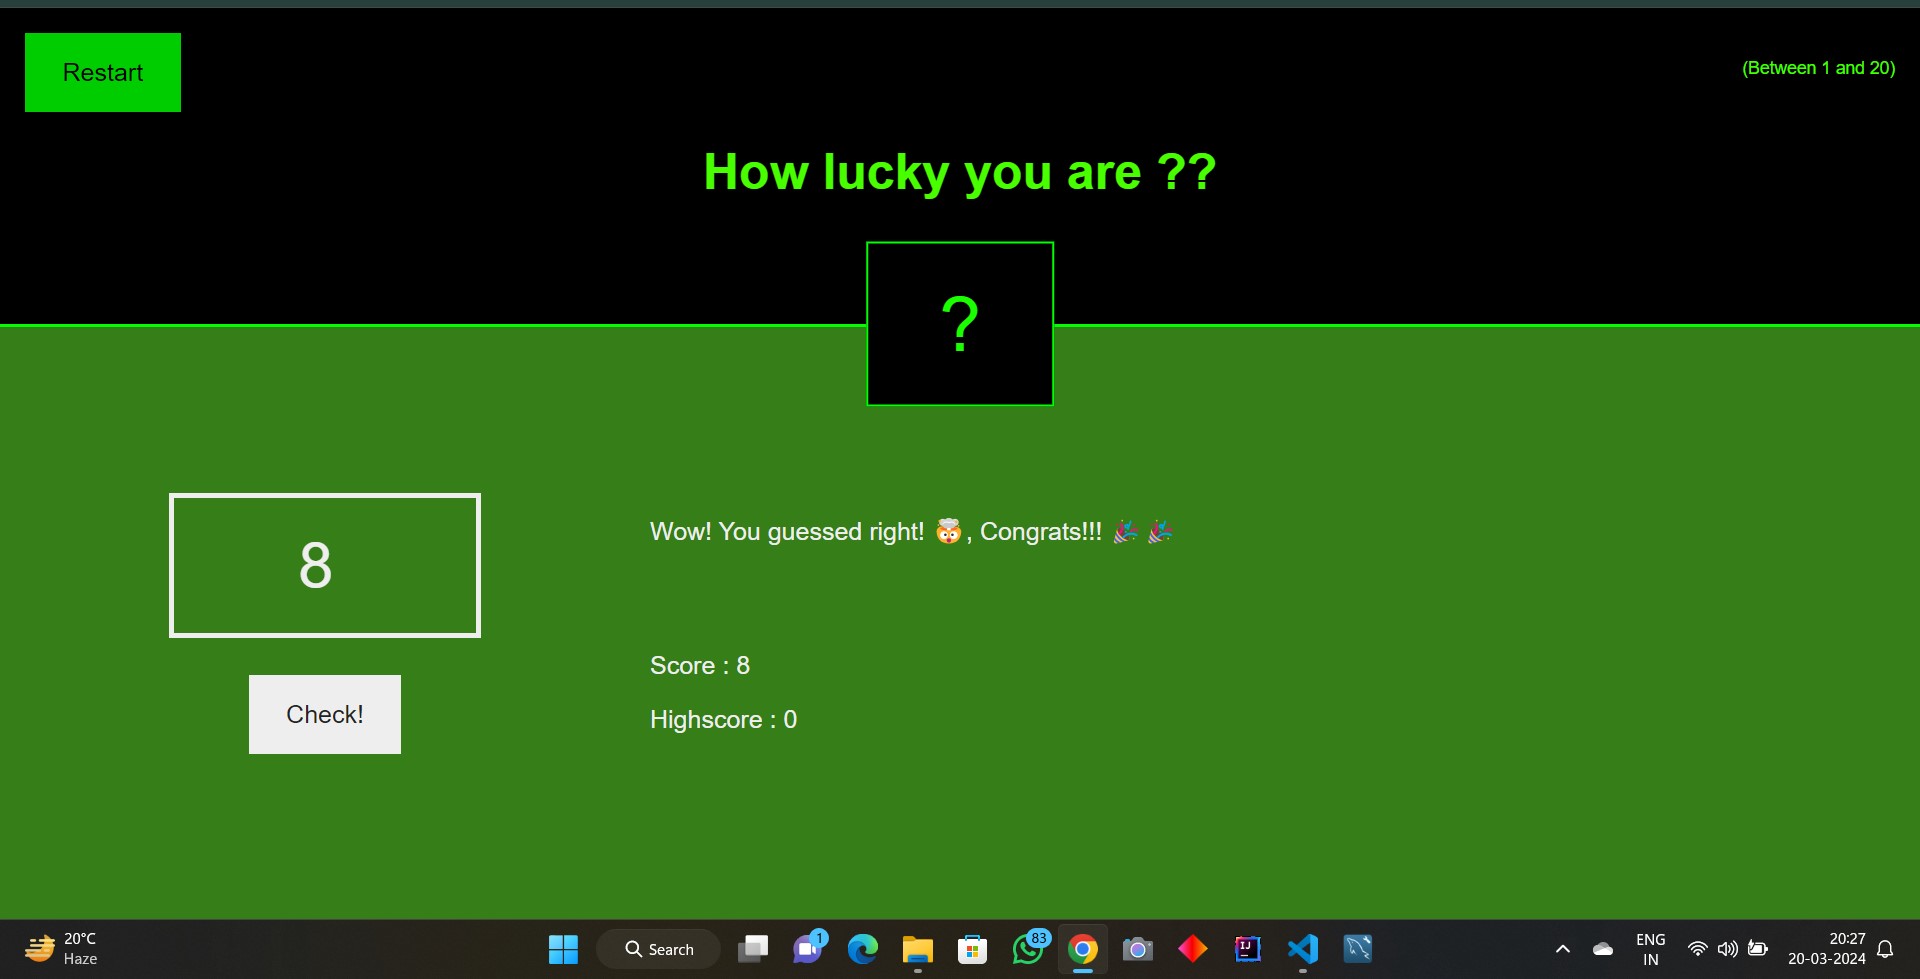 Restart
(Between 1 and 20)
How lucky you are ??
?
8
Wow! You guessed right! 🤯, Congrats!!! 🎉 🎉
Score : 8
Check!
Highscore : 0
20°C
Haze
Search
1
83
IJ
ENG
IN
20:27
20-03-2024